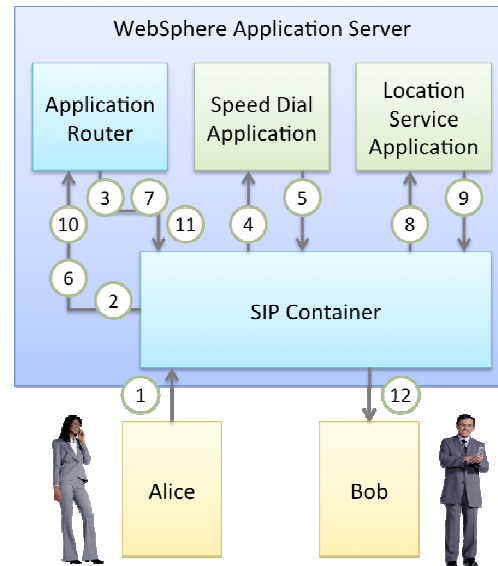 WebSphere Application Server
Application
Router
Speed Dial
Application
Location
Service
Application
3
7
10
11
4
5
8
9
6
2
SIP Container
1
12
Alice
Bob